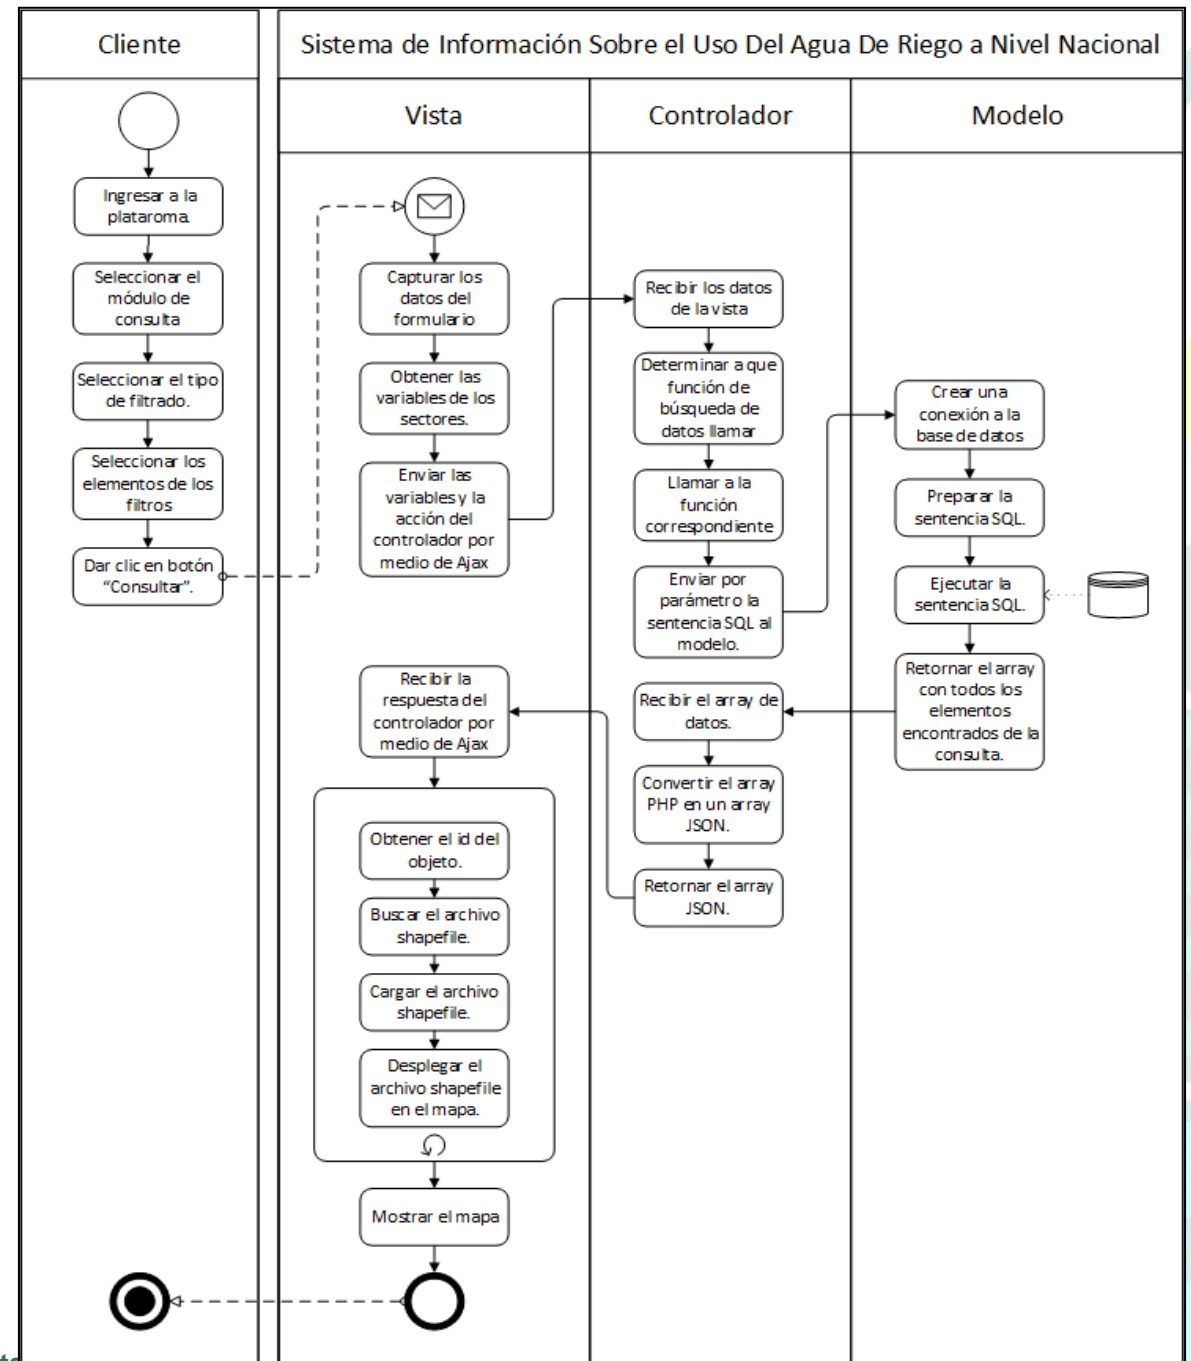 Cliente
Sistema de Información Sobre el Uso Del Agua De Riego a Nivel Nacional
Vista
Controlador
Modelo
Ingresar a la
plataroma.
Seleccionar el
módulo de
consulta
Seleccionar el tipo
de filtrado.
Seleccionar los
elementos de los
filtros
Dar clic en botón
“Consultar”.
Capturar los
datos del
formulario
Obtener las
variables de los
sectores.
Enviar las
variables y la
acción del
controlador por
medio de Ajax
Recibir los datos
de la vista
Determinar a que
función de
búsqueda de
datos llamar
Llamar a la
función
correspondiente
Enviar por
parámetro la
sentencia SQL al
modelo.
Crear una
conexión a la
base de datos
Preparar la
sentencia SQL.
Ejecutar la
sentencia SQL.
Retornar el array
con todos los
elementos
encontrados de la
consulta.
Recibir el array de
datos.
Convertir el array
PHP en un array
JSON.
Retornar el array
JSON.
Recibir la
respuesta del
controlador por
medio de Ajax
Obtener el id del
objeto.
Buscar el archivo
shapefile.
Cargar el archivo
shapefile.
Desplegar el
archivo shapefile
en el mapa.
Mostrar el mapa